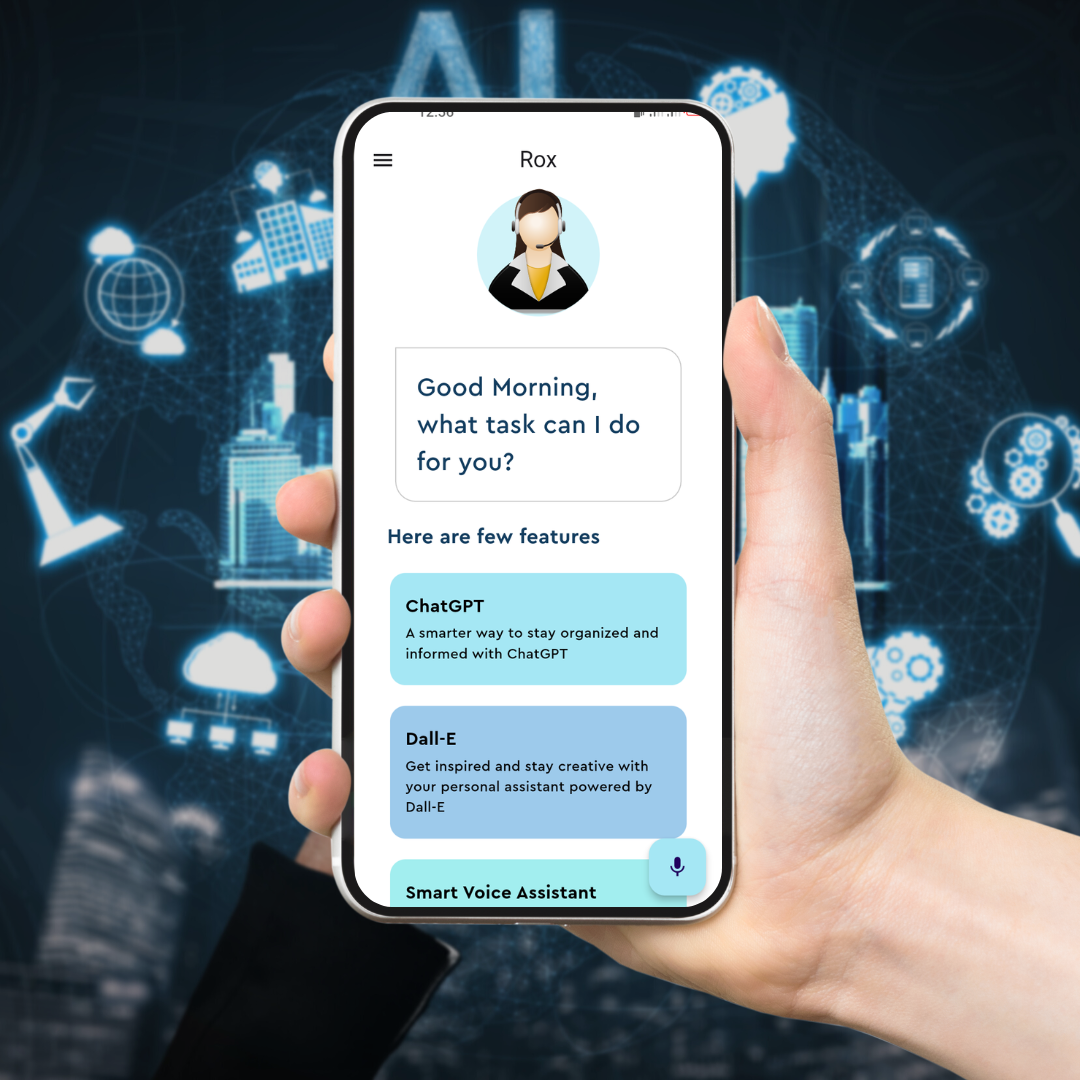 AI
12:56
Rox
Good Morning,
what task can I do
for you?
Here are few features
ChatGPT
A smarter way to stay organized and
informed with ChatGPT
Dall-E
Get inspired and stay creative with
your personal assistant powered by
Dall-E
Smart Voice Assistant